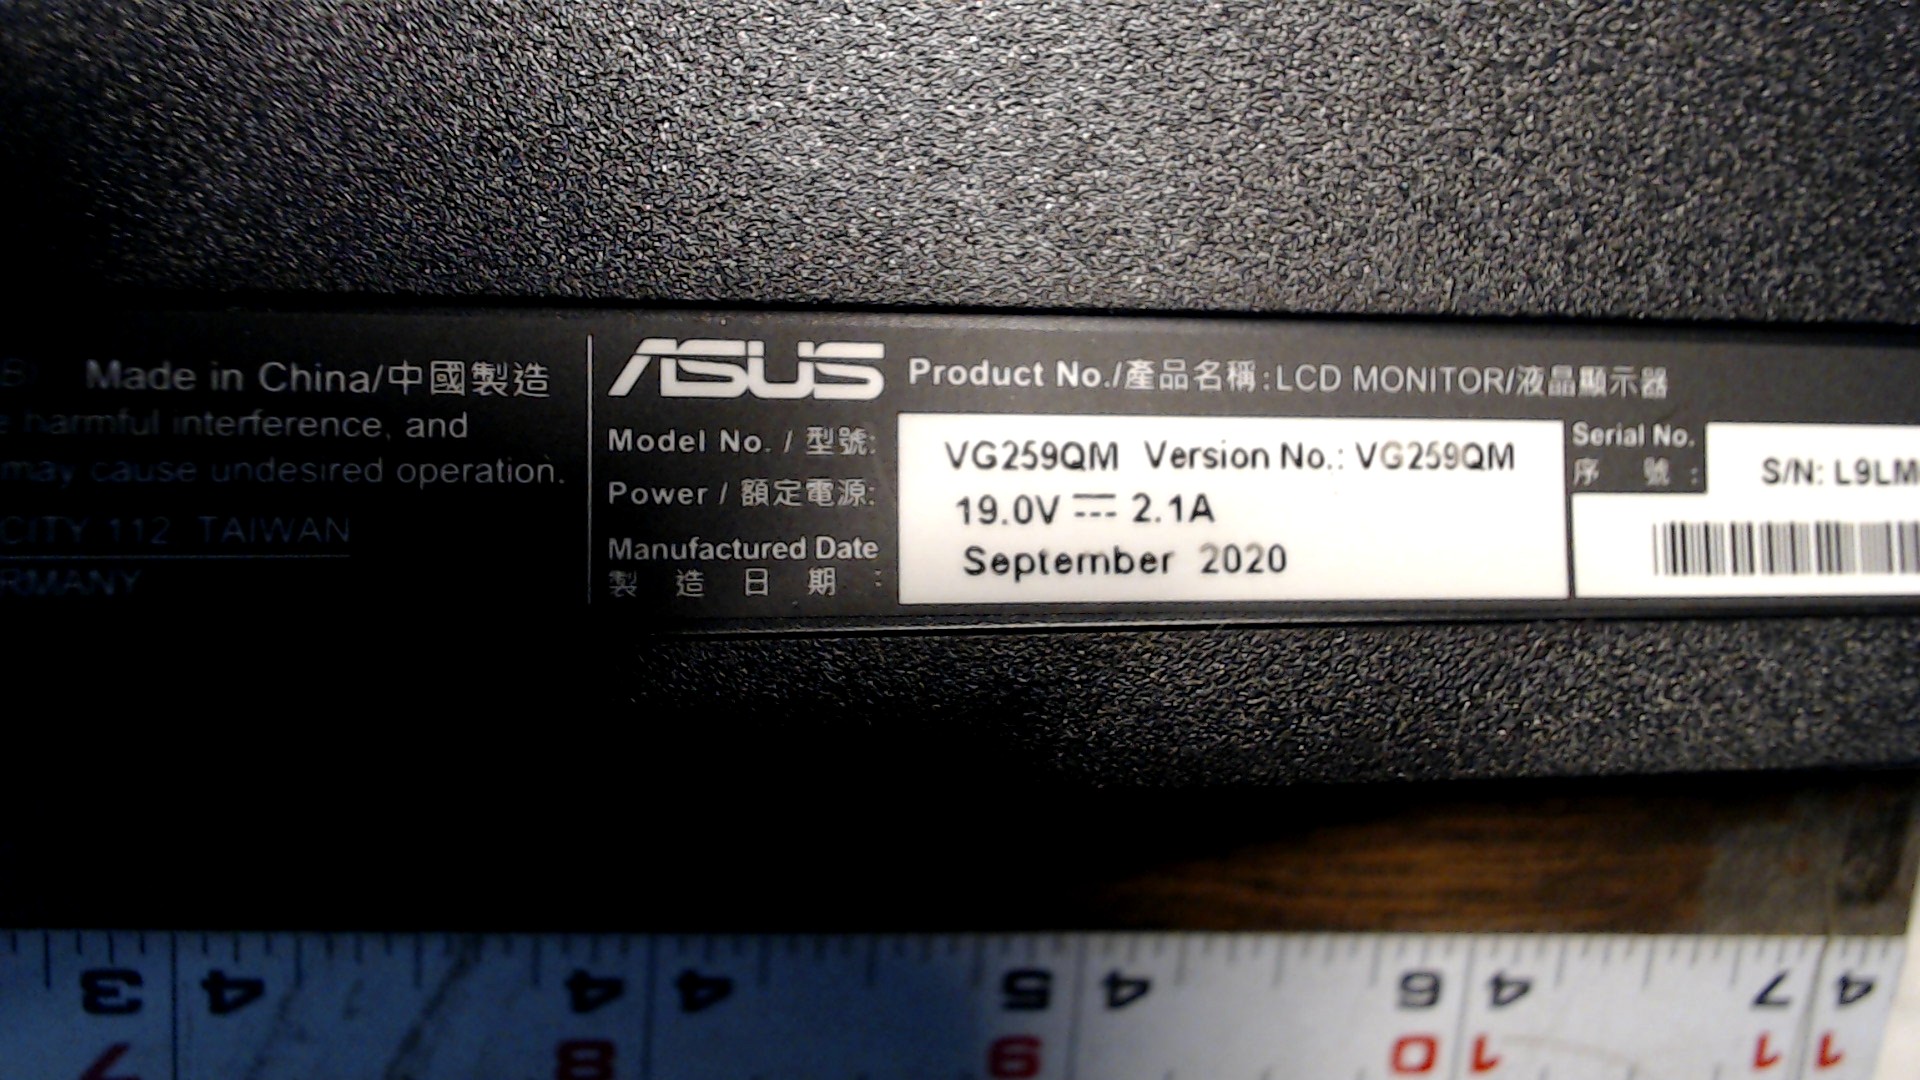 Made in China/中國製造
harmful interference, and
may cause undesired operation.
CITY 112 TAIWAN
RMANY
ASUS
Product No./產品名稱:LCD MONITOR/液晶顯示器
Model No. / 型號:
VG259QM Version No.: VG259QM
Power / 額定電源:
19.0V 2.1A
Manufactured Date
製造日期:
September 2020
Serial No.
序號:
S/N: L9LM
3 4 4 4 5 4 6 4 7 4
7 8 9 10 1 11 1